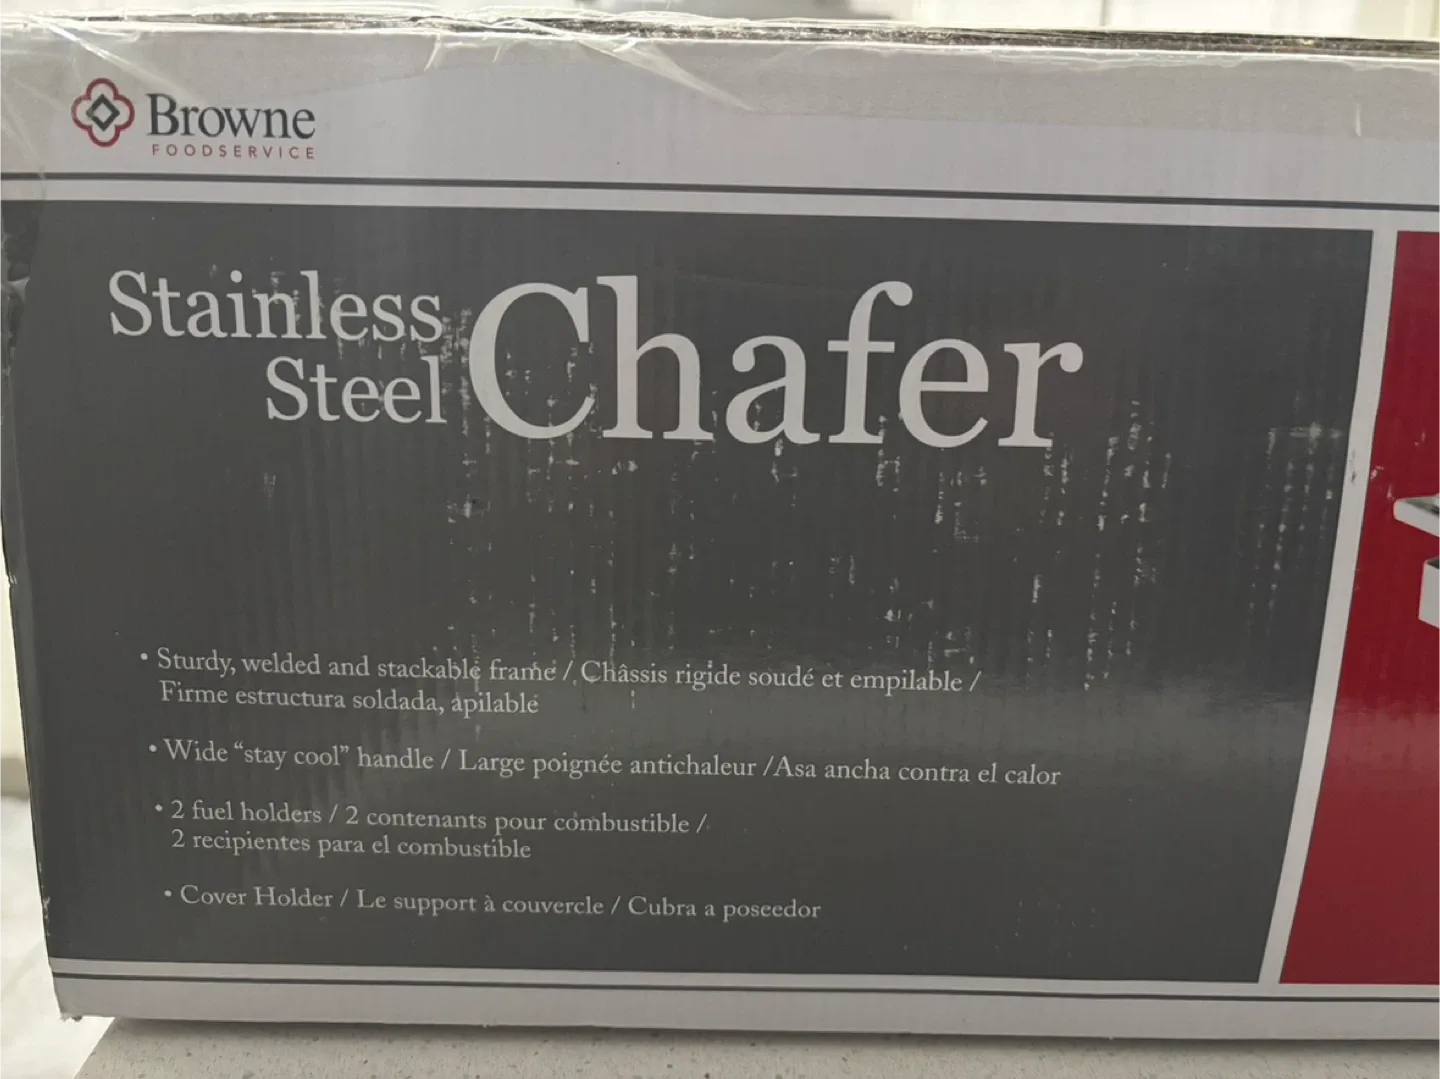 Browne
FOODSERVICE
Stainless
Steel
Chafer
• Sturdy, welded and stackable frame / Châssis rigide soudé et empilable /
Firme estructura soldada, apilable
• Wide “stay cool” handle / Large poignée antichaleur /Asa ancha contra el calor
• 2 fuel holders / 2 contenants pour combustible /
2 recipientes para el combustible
• Cover Holder / Le support à couvercle / Cubra a poseedor